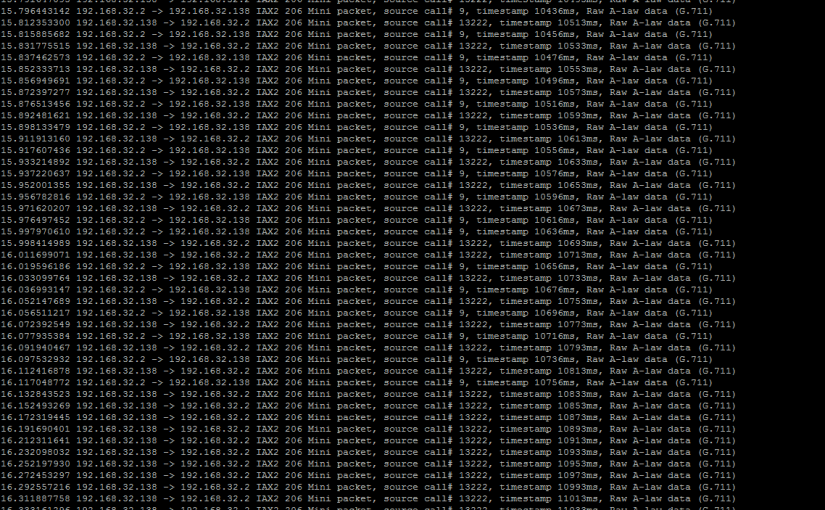 15.796443142 192.168.32.2 -> 192.168.32.138 IAX2 206 Mini packet, source call# 9, timestamp 10436ms, Raw A-law data (G.711)
15.812353300 192.168.32.138 -> 192.168.32.2 IAX2 206 Mini packet, source call# 13222, timestamp 10513ms, Raw A-law data (G.711)
15.815885682 192.168.32.2 -> 192.168.32.138 IAX2 206 Mini packet, source call# 9, timestamp 10456ms, Raw A-law data (G.711)
15.831775515 192.168.32.138 -> 192.168.32.2 IAX2 206 Mini packet, source call# 13222, timestamp 10533ms, Raw A-law data (G.711)
15.837462573 192.168.32.2 -> 192.168.32.138 IAX2 206 Mini packet, source call# 9, timestamp 10476ms, Raw A-law data (G.711)
15.852333713 192.168.32.138 -> 192.168.32.2 IAX2 206 Mini packet, source call# 13222, timestamp 10553ms, Raw A-law data (G.711)
15.856949691 192.168.32.2 -> 192.168.32.138 IAX2 206 Mini packet, source call# 9, timestamp 10496ms, Raw A-law data (G.711)
15.872397277 192.168.32.138 -> 192.168.32.2 IAX2 206 Mini packet, source call# 13222, timestamp 10573ms, Raw A-law data (G.711)
15.876513456 192.168.32.2 -> 192.168.32.138 IAX2 206 Mini packet, source call# 9, timestamp 10516ms, Raw A-law data (G.711)
15.892481621 192.168.32.138 -> 192.168.32.2 IAX2 206 Mini packet, source call# 13222, timestamp 10593ms, Raw A-law data (G.711)
15.898133479 192.168.32.2 -> 192.168.32.138 IAX2 206 Mini packet, source call# 9, timestamp 10536ms, Raw A-law data (G.711)
15.911913160 192.168.32.138 -> 192.168.32.2 IAX2 206 Mini packet, source call# 13222, timestamp 10613ms, Raw A-law data (G.711)
15.917607436 192.168.32.2 -> 192.168.32.138 IAX2 206 Mini packet, source call# 9, timestamp 10556ms, Raw A-law data (G.711)
15.933214892 192.168.32.138 -> 192.168.32.2 IAX2 206 Mini packet, source call# 13222, timestamp 10633ms, Raw A-law data (G.711)
15.937220637 192.168.32.2 -> 192.168.32.138 IAX2 206 Mini packet, source call# 9, timestamp 10576ms, Raw A-law data (G.711)
15.952001355 192.168.32.138 -> 192.168.32.2 IAX2 206 Mini packet, source call# 13222, timestamp 10653ms, Raw A-law data (G.711)
15.956782816 192.168.32.2 -> 192.168.32.138 IAX2 206 Mini packet, source call# 9, timestamp 10596ms, Raw A-law data (G.711)
15.971620207 192.168.32.138 -> 192.168.32.2 IAX2 206 Mini packet, source call# 13222, timestamp 10673ms, Raw A-law data (G.711)
15.976497452 192.168.32.2 -> 192.168.32.138 IAX2 206 Mini packet, source call# 9, timestamp 10616ms, Raw A-law data (G.711)
15.997970610 192.168.32.2 -> 192.168.32.138 IAX2 206 Mini packet, source call# 9, timestamp 10636ms, Raw A-law data (G.711)
15.998414989 192.168.32.138 -> 192.168.32.2 IAX2 206 Mini packet, source call# 13222, timestamp 10693ms, Raw A-law data (G.711)
16.011699071 192.168.32.138 -> 192.168.32.2 IAX2 206 Mini packet, source call# 13222, timestamp 10713ms, Raw A-law data (G.711)
16.019596186 192.168.32.2 -> 192.168.32.138 IAX2 206 Mini packet, source call# 9, timestamp 10656ms, Raw A-law data (G.711)
16.033099764 192.168.32.138 -> 192.168.32.2 IAX2 206 Mini packet, source call# 13222, timestamp 10733ms, Raw A-law data (G.711)
16.036993147 192.168.32.2 -> 192.168.32.138 IAX2 206 Mini packet, source call# 9, timestamp 10676ms, Raw A-law data (G.711)
16.052147689 192.168.32.138 -> 192.168.32.2 IAX2 206 Mini packet, source call# 13222, timestamp 10753ms, Raw A-law data (G.711)
16.056511217 192.168.32.2 -> 192.168.32.138 IAX2 206 Mini packet, source call# 9, timestamp 10696ms, Raw A-law data (G.711)
16.072392549 192.168.32.138 -> 192.168.32.2 IAX2 206 Mini packet, source call# 13222, timestamp 10773ms, Raw A-law data (G.711)
16.077935384 192.168.32.2 -> 192.168.32.138 IAX2 206 Mini packet, source call# 9, timestamp 10716ms, Raw A-law data (G.711)
16.091940467 192.168.32.138 -> 192.168.32.2 IAX2 206 Mini packet, source call# 13222, timestamp 10793ms, Raw A-law data (G.711)
16.097532932 192.168.32.2 -> 192.168.32.138 IAX2 206 Mini packet, source call# 9, timestamp 10736ms, Raw A-law data (G.711)
16.112416878 192.168.32.138 -> 192.168.32.2 IAX2 206 Mini packet, source call# 13222, timestamp 10813ms, Raw A-law data (G.711)
16.117048772 192.168.32.2 -> 192.168.32.138 IAX2 206 Mini packet, source call# 9, timestamp 10756ms, Raw A-law data (G.711)
16.132843523 192.168.32.138 -> 192.168.32.2 IAX2 206 Mini packet, source call# 13222, timestamp 10833ms, Raw A-law data (G.711)
16.152493269 192.168.32.138 -> 192.168.32.2 IAX2 206 Mini packet, source call# 13222, timestamp 10853ms, Raw A-law data (G.711)
16.172319445 192.168.32.138 -> 192.168.32.2 IAX2 206 Mini packet, source call# 13222, timestamp 10873ms, Raw A-law data (G.711)
16.191690401 192.168.32.138 -> 192.168.32.2 IAX2 206 Mini packet, source call# 13222, timestamp 10893ms, Raw A-law data (G.711)
16.212311641 192.168.32.138 -> 192.168.32.2 IAX2 206 Mini packet, source call# 13222, timestamp 10913ms, Raw A-law data (G.711)
16.232098032 192.168.32.138 -> 192.168.32.2 IAX2 206 Mini packet, source call# 13222, timestamp 10933ms, Raw A-law data (G.711)
16.252197930 192.168.32.138 -> 192.168.32.2 IAX2 206 Mini packet, source call# 13222, timestamp 10953ms, Raw A-law data (G.711)
16.272453297 192.168.32.138 -> 192.168.32.2 IAX2 206 Mini packet, source call# 13222, timestamp 10973ms, Raw A-law data (G.711)
16.292557216 192.168.32.138 -> 192.168.32.2 IAX2 206 Mini packet, source call# 13222, timestamp 10993ms, Raw A-law data (G.711)
16.311887758 192.168.32.138 -> 192.168.32.2 IAX2 206 Mini packet, source call# 13222, timestamp 11013ms, Raw A-law data (G.711)